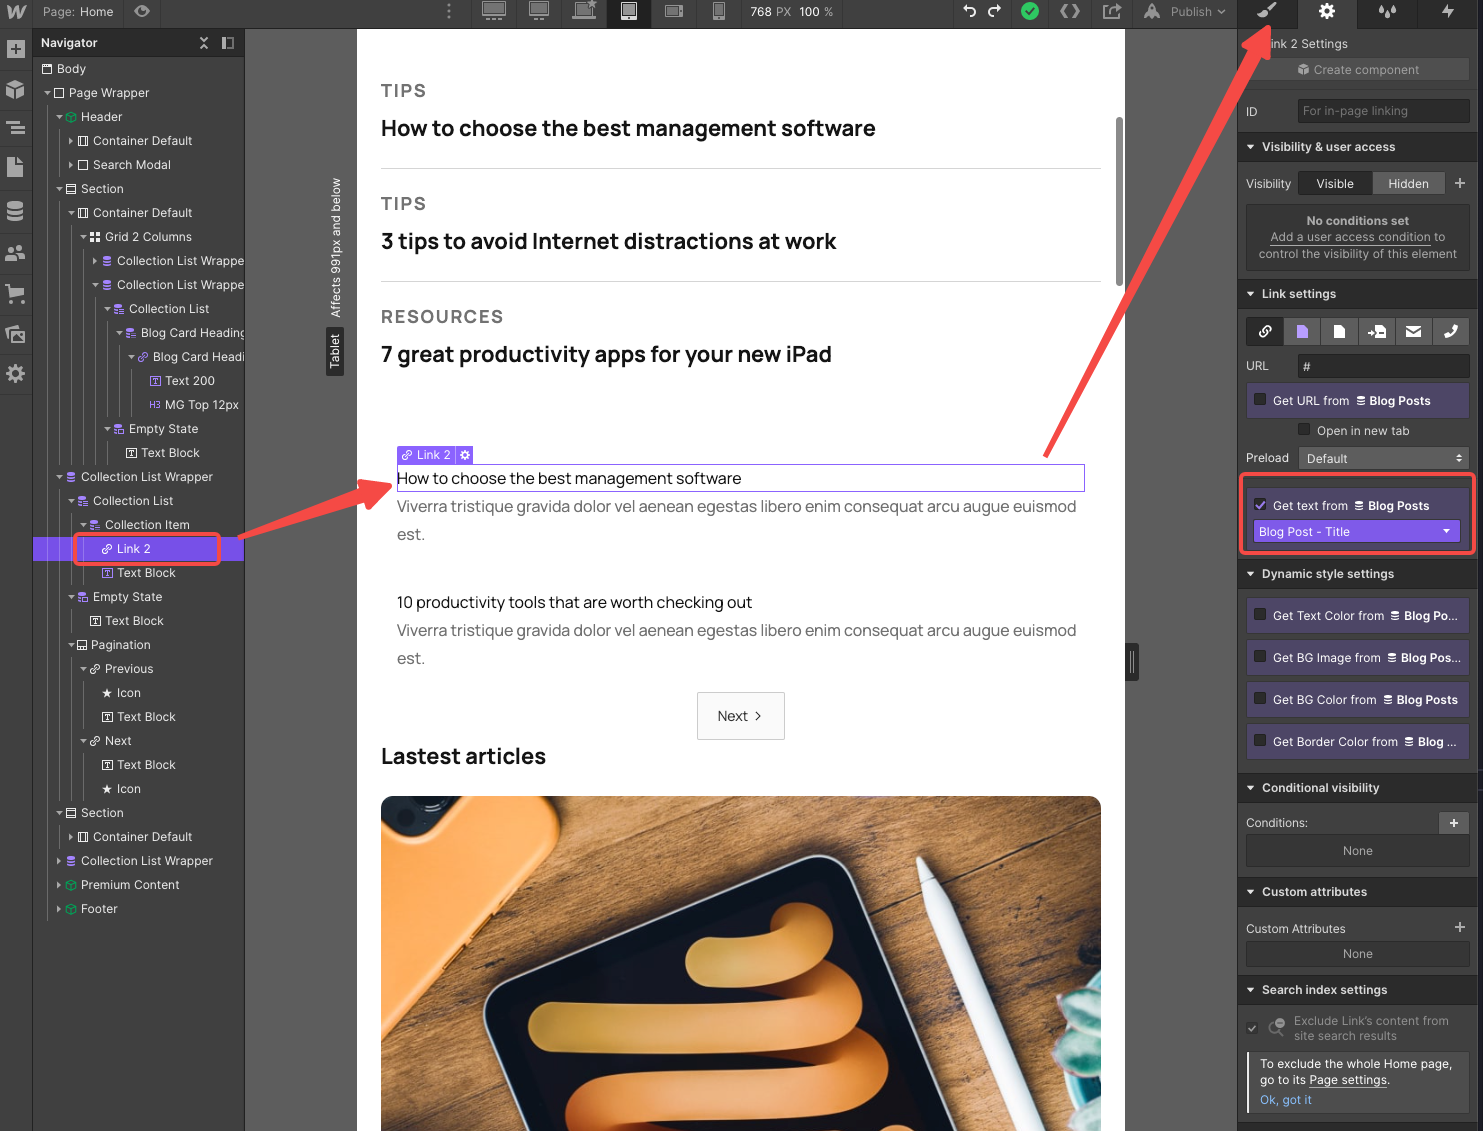 Page: Home
768 PX 100 %
Publish
Navigator
Body
Page Wrapper
Header
Container Default
Search Modal
Section
Container Default
Grid 2 Columns
Collection List Wrappe
Collection List Wrappe
Collection List
Blog Card Heading
Blog Card Headi
Text 200
H3 MG Top 12px
Empty State
Text Block
Collection List Wrapper
Collection List
Collection Item
Link 2
Text Block
Empty State
Text Block
Pagination
Previous
Icon
Text Block
Next
Text Block
Icon
Section
Container Default
Collection List Wrapper
Premium Content
Footer
Affects 991px and below
Tablet
TIPS
How to choose the best management software
TIPS
3 tips to avoid Internet distractions at work
RESOURCES
7 great productivity apps for your new iPad
Link 2
How to choose the best management software
Viverra tristique gravida dolor vel aenean egestas libero enim consequat arcu augue euismod
est.
10 productivity tools that are worth checking out
Viverra tristique gravida dolor vel aenean egestas libero enim consequat arcu augue euismod
est.
Next
Lastest articles
ink 2 Settings
Create component
ID For in-page linking
Visibility & user access
Visibility Visible Hidden
No conditions set
Add a user access condition to
control the visibility of this element
Link settings
URL #
Get URL from Blog Posts
Open in new tab
Preload Default
Get text from Blog Posts
Blog Post - Title
Dynamic style settings
Get Text Color from Blog Po...
Get BG Image from Blog Pos...
Get BG Color from Blog Posts
Get Border Color from Blog ...
Conditional visibility
Conditions:
None
Custom attributes
Custom Attributes
None
Search index settings
Exclude Link's content from
site search results
To exclude the whole Home page,
go to its Page settings.
Ok, got it